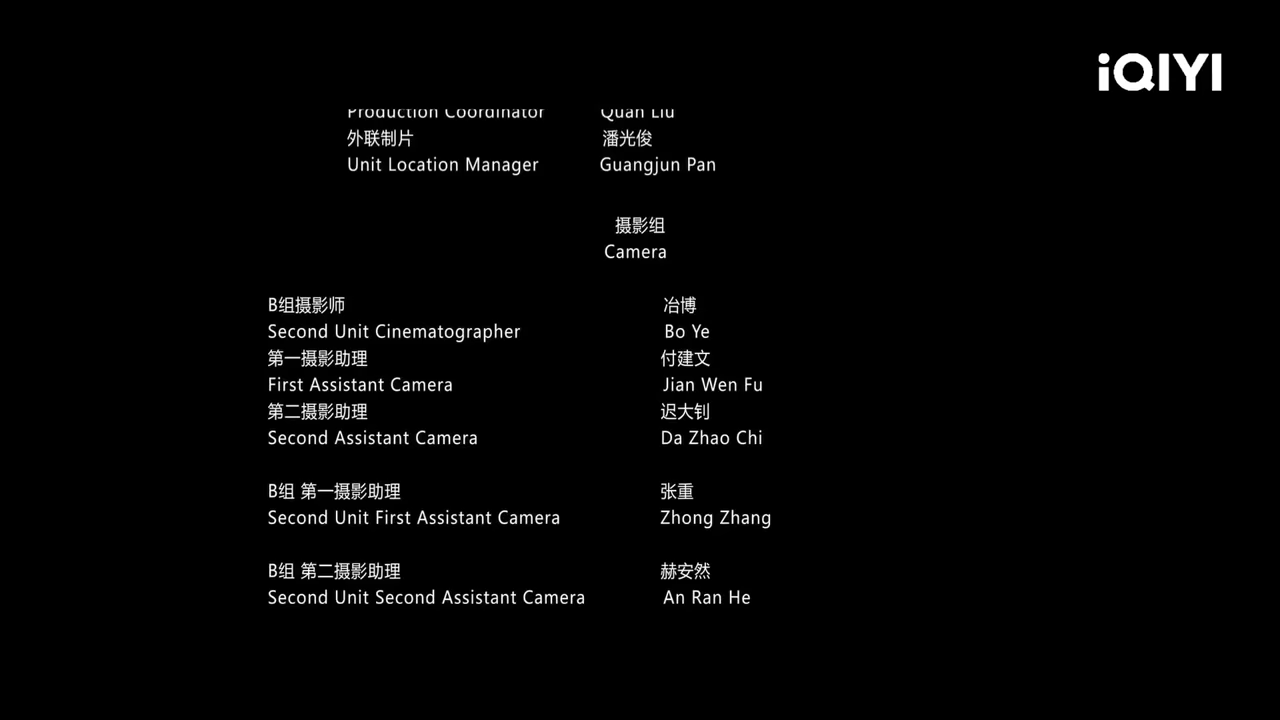 iQIYI
Production Coordinator Quan Liu
外联制片 潘光俊
Unit Location Manager Guangjun Pan
摄影组
Camera
B组摄影师 冶博
Second Unit Cinematographer Bo Ye
第一摄影助理 付建文
First Assistant Camera Jian Wen Fu
第二摄影助理 迟大钊
Second Assistant Camera Da Zhao Chi
B组 第一摄影助理 张重
Second Unit First Assistant Camera Zhong Zhang
B组 第二摄影助理 赫安然
Second Unit Second Assistant Camera An Ran He